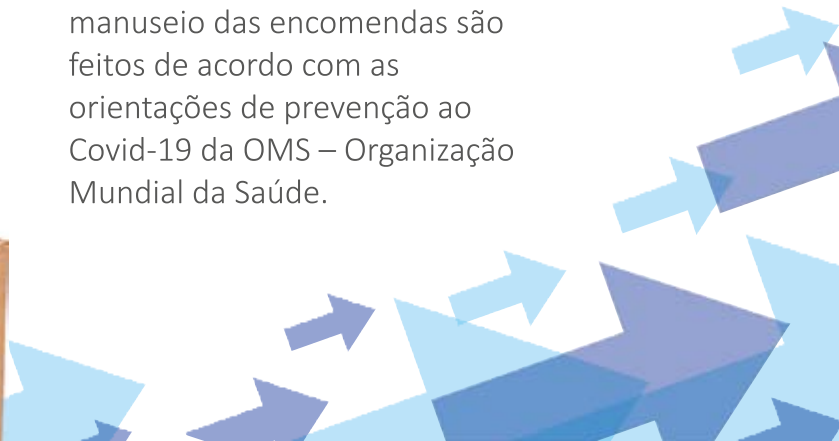 manuseio das encomendas são
feitos de acordo com as
orientações de prevenção ao
Covid-19 da OMS – Organização
Mundial da Saúde.